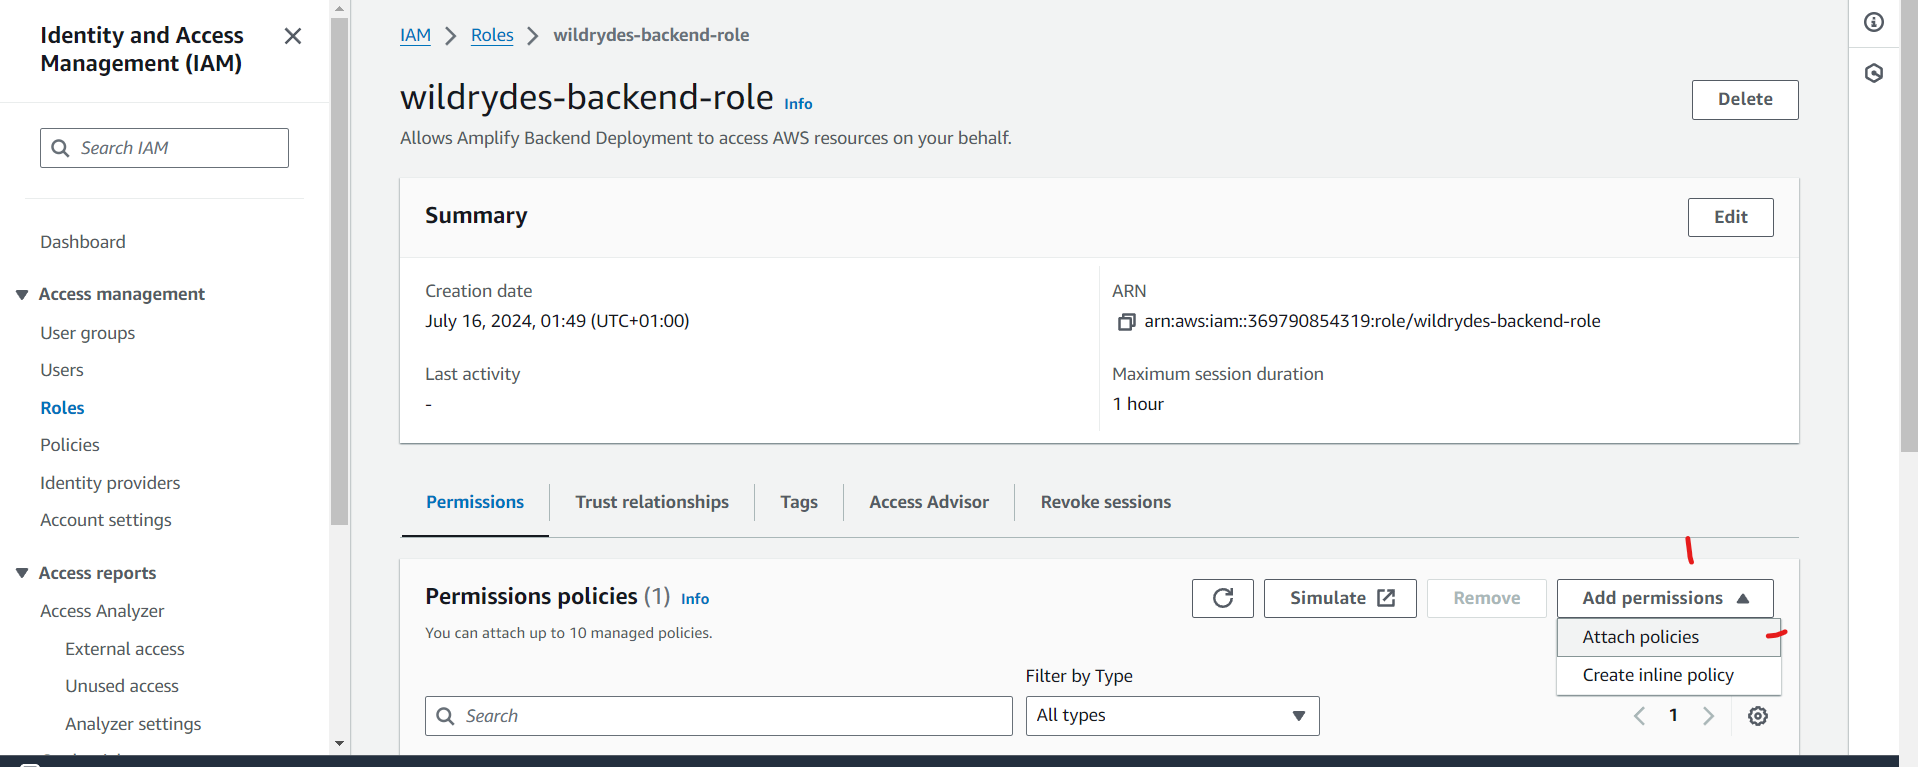 Identity and Access
Management (IAM)
Search IAM
Dashboard
Access management
User groups
Users
Roles
Policies
Identity providers
Account settings
Access reports
Access Analyzer
External access
Unused access
Analyzer settings
IAM > Roles > wildrydes-backend-role
wildrydes-backend-role Info
Delete
Allows Amplify Backend Deployment to access AWS resources on your behalf.
Summary
Edit
Creation date
July 16, 2024, 01:49 (UTC+01:00)
ARN
arn:aws:iam::369790854319:role/wildrydes-backend-role
Last activity
-
Maximum session duration
1 hour
Permissions
Trust relationships
Tags
Access Advisor
Revoke sessions
Permissions policies (1) Info
Simulate
Remove
Add permissions
You can attach up to 10 managed policies.
Attach policies
Create inline policy
Filter by Type
Search
All types
1